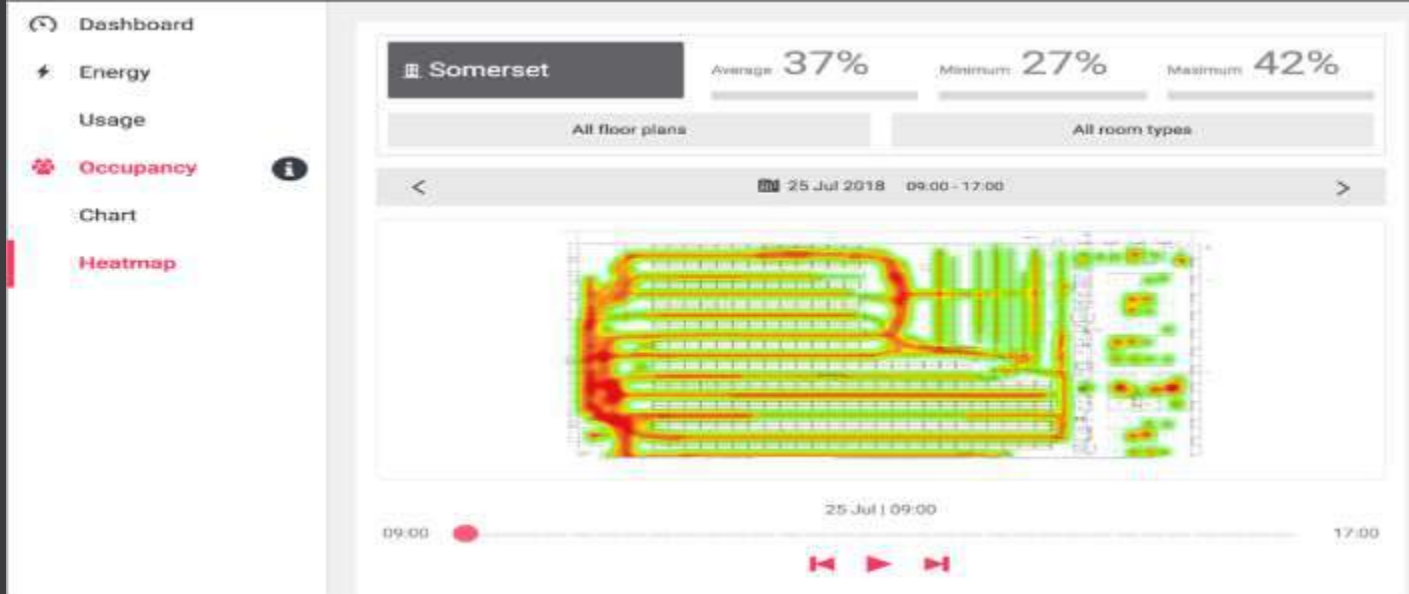 Dashboard
Energy
Usage
Occupancy
Chart
Heatmap
Somerset
Average 37%
Minimum 27%
Maximum 42%
All floor plans
All room types
25 Jul 2018 09:00 - 17:00
25 Jul | 09:00
09:00
17:00